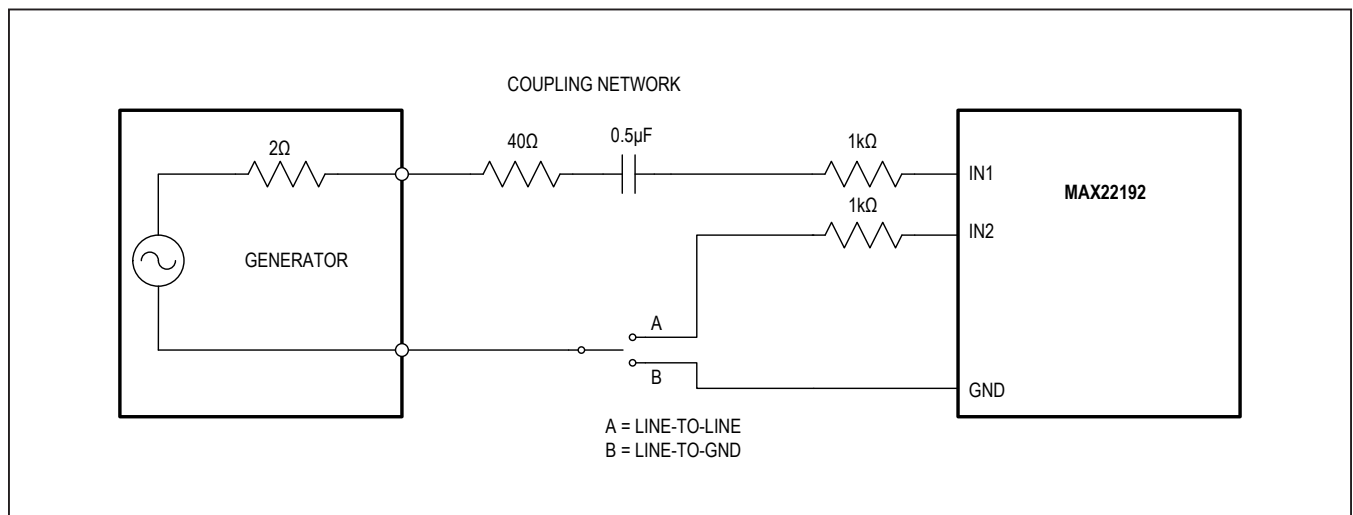 COUPLING NETWORK
2Ω
40Ω
0.5µF
1kΩ
IN1
MAX22192
1kΩ
IN2
GENERATOR
A
B
GND
A = LINE-TO-LINE
B = LINE-TO-GND